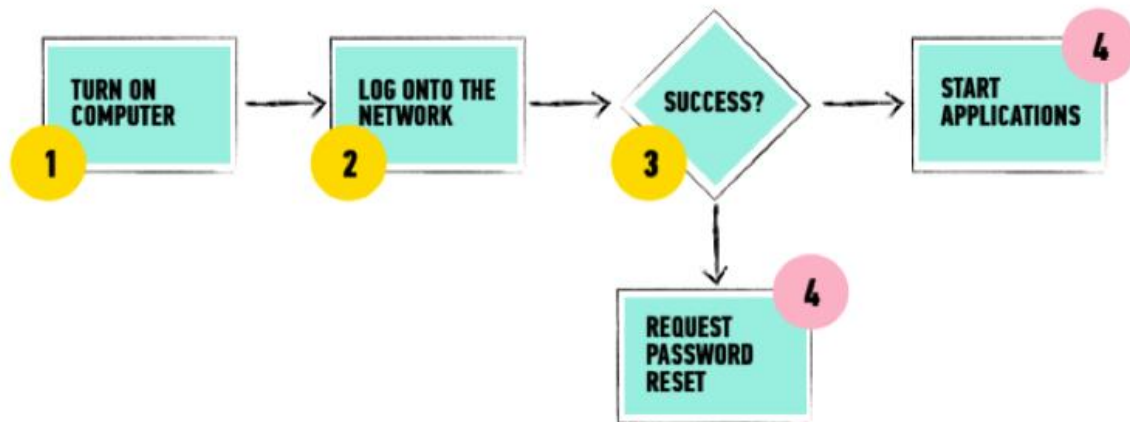 TURN ON
COMPUTER
1
LOG ONTO THE
NETWORK
2
SUCCESS?
3
START
APPLICATIONS
4
REQUEST
PASSWORD
RESET
4